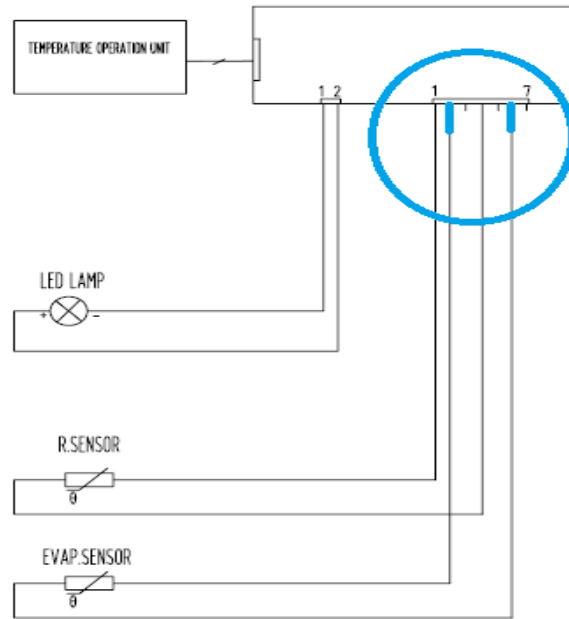 TEMPERATURE OPERATION UNIT
1 2
1 7
LED LAMP
+ -
R.SENSOR
θ
EVAP.SENSOR
θ